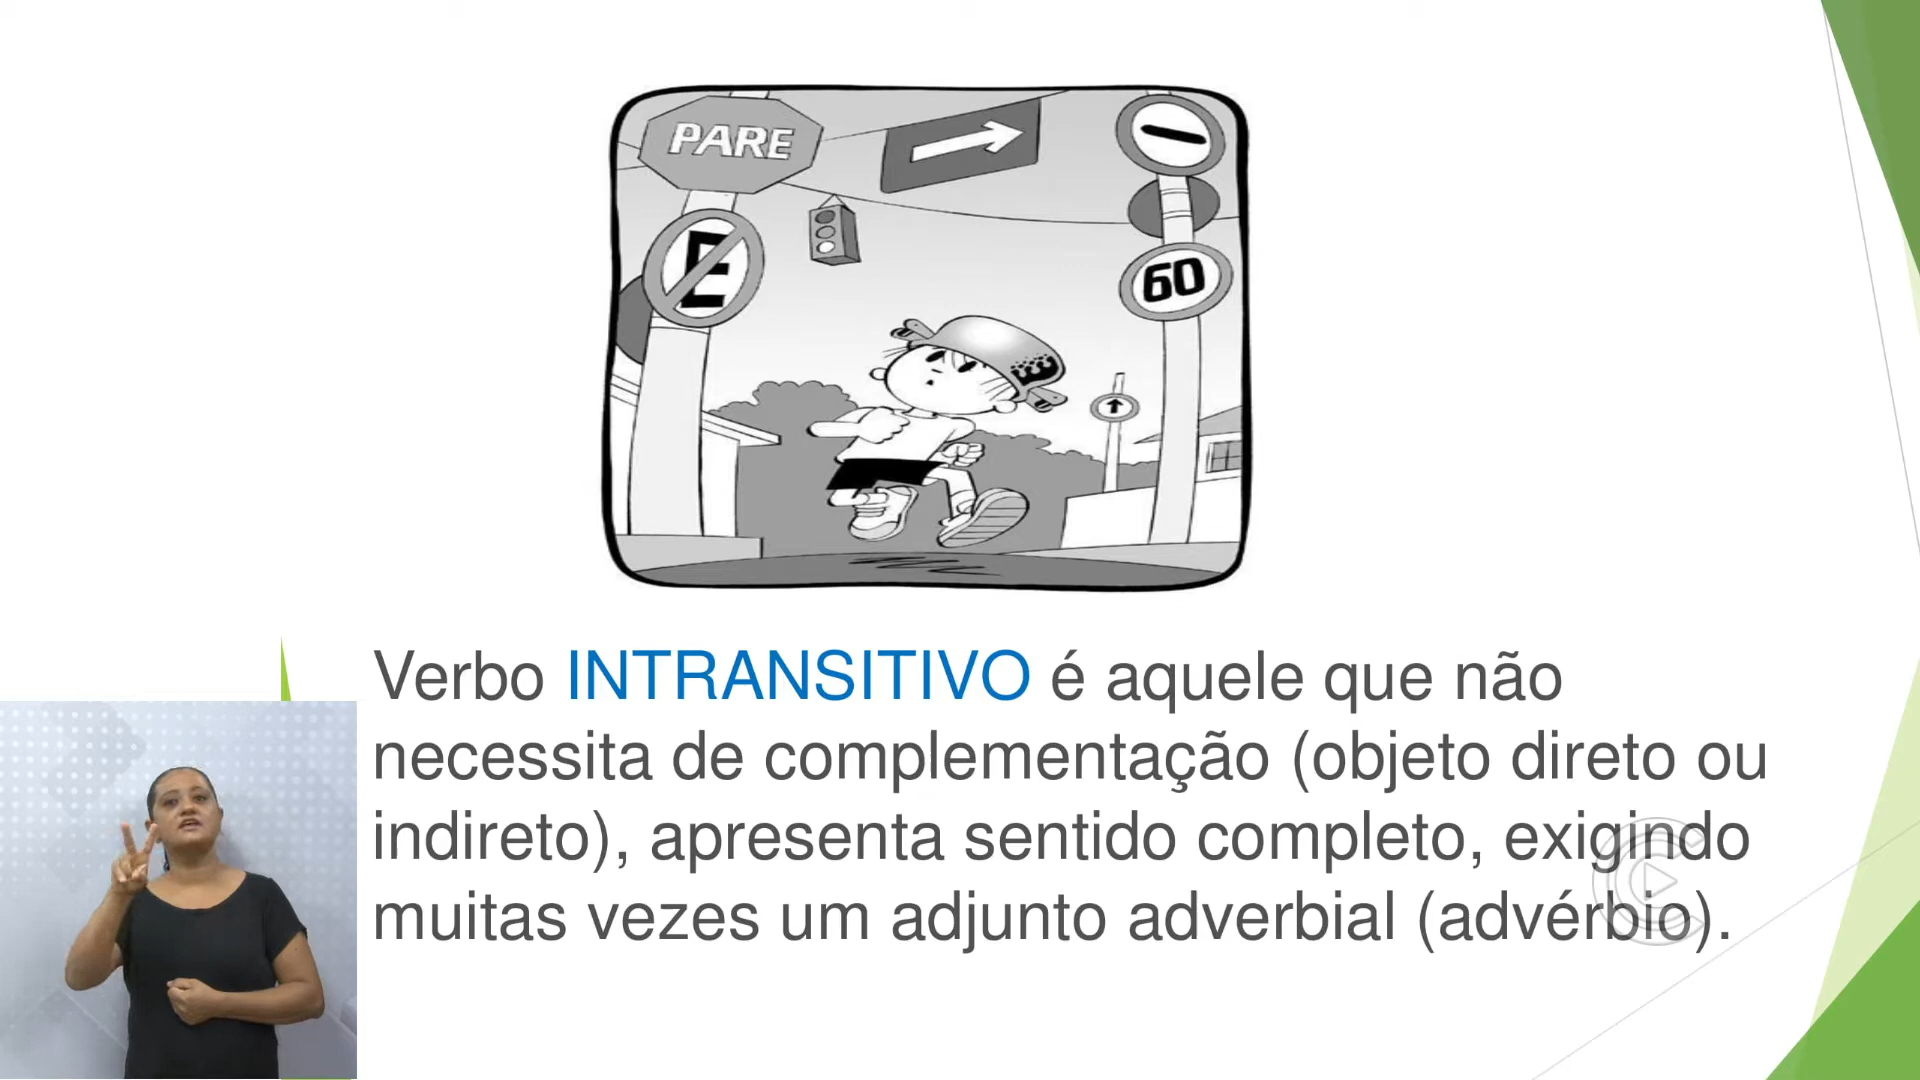 PARE
E
60
Verbo INTRANSITIVO é aquele que não
necessita de complementação (objeto direto ou
indireto), apresenta sentido completo, exigindo
muitas vezes um adjunto adverbial (advérbio).